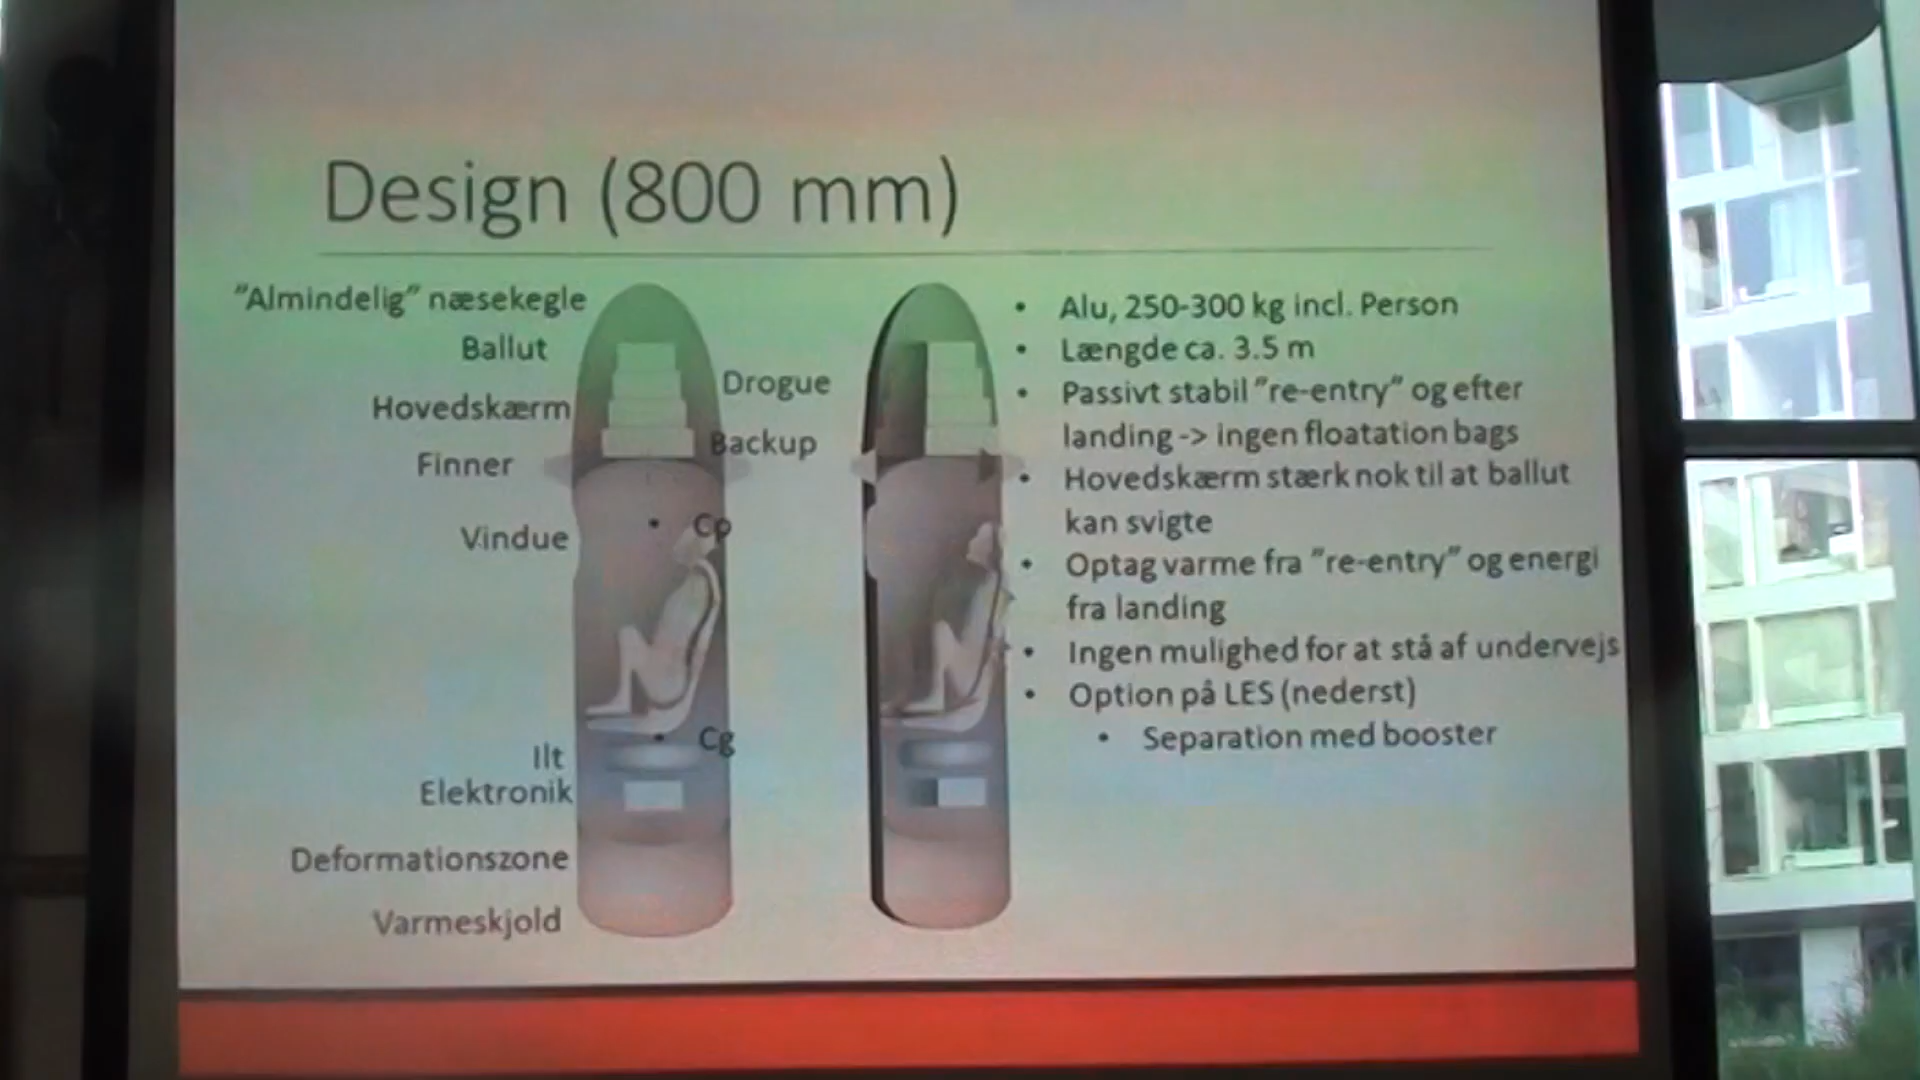 Design (800 mm)
"Almindelig" næsekegle
Ballut
Drogue
Hovedskærm
Backup
Finner
Cp
Vindue
Cg
Ilt
Elektronik
Deformationszone
Varmeskjold
• Alu, 250-300 kg incl. Person
• Længde ca. 3.5 m
• Passivt stabil "re-entry" og efter
landing -> ingen floatation bags
• Hovedskærm stærk nok til at ballut
kan svigte
• Optag varme fra "re-entry" og energi
fra landing
• Ingen mulighed for at stå af undervejs
• Option på LES (nederst)
• Separation med booster